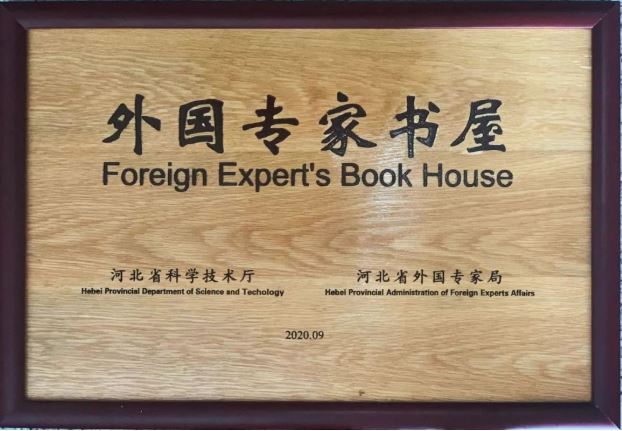 外国专家书屋
Foreign Expert's Book House
河北省科学技术厅
Hebei Provincial Department of Science and Techology
河北省外国专家局
Hebei Provincial Administration of Foreign Experts Affairs
2020.09